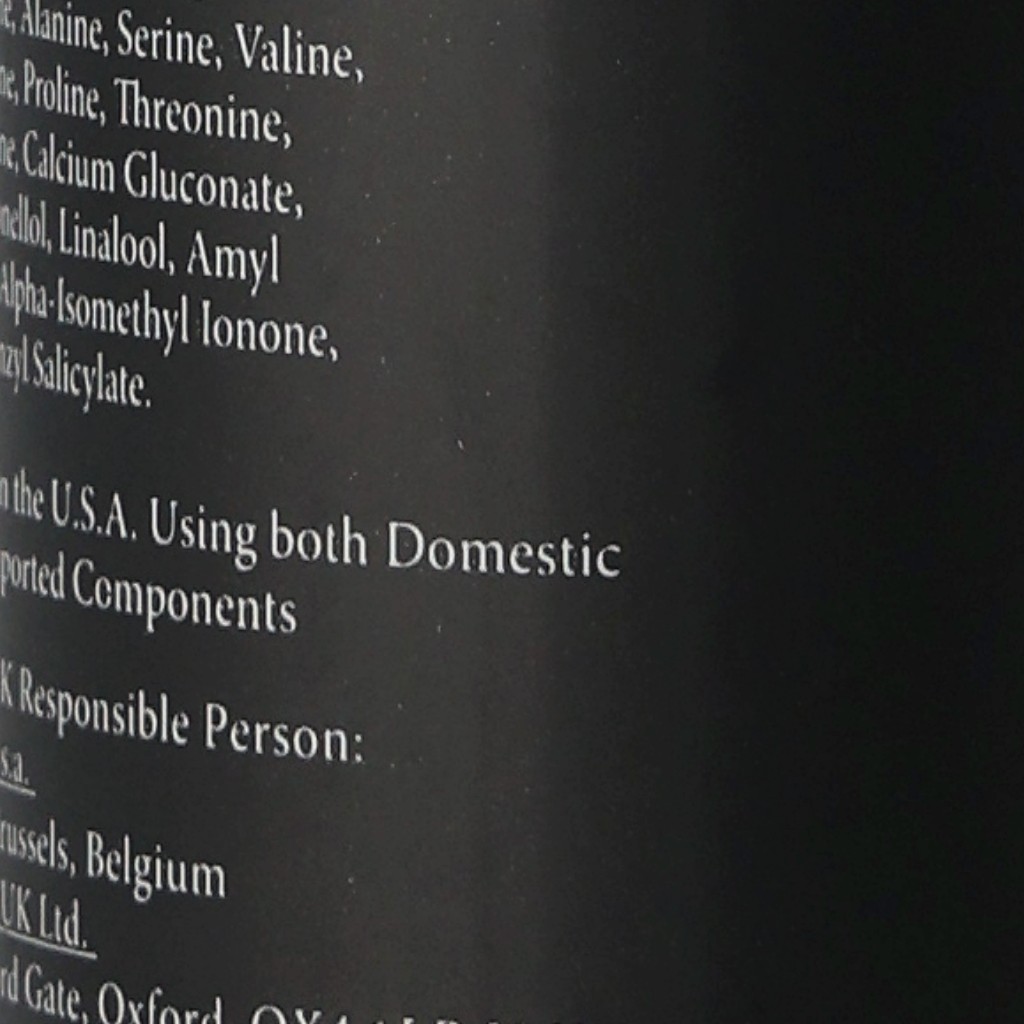 Alanine, Serine, Valine,
Proline, Threonine,
Calcium Gluconate,
Linalool, Amyl
Alpha-Isomethyl Ionone,
Salicylate.
the U.S.A. Using both Domestic
Components
Responsible Person:
s.a.
Belgium
UK Ltd.
Gate, Oxford,